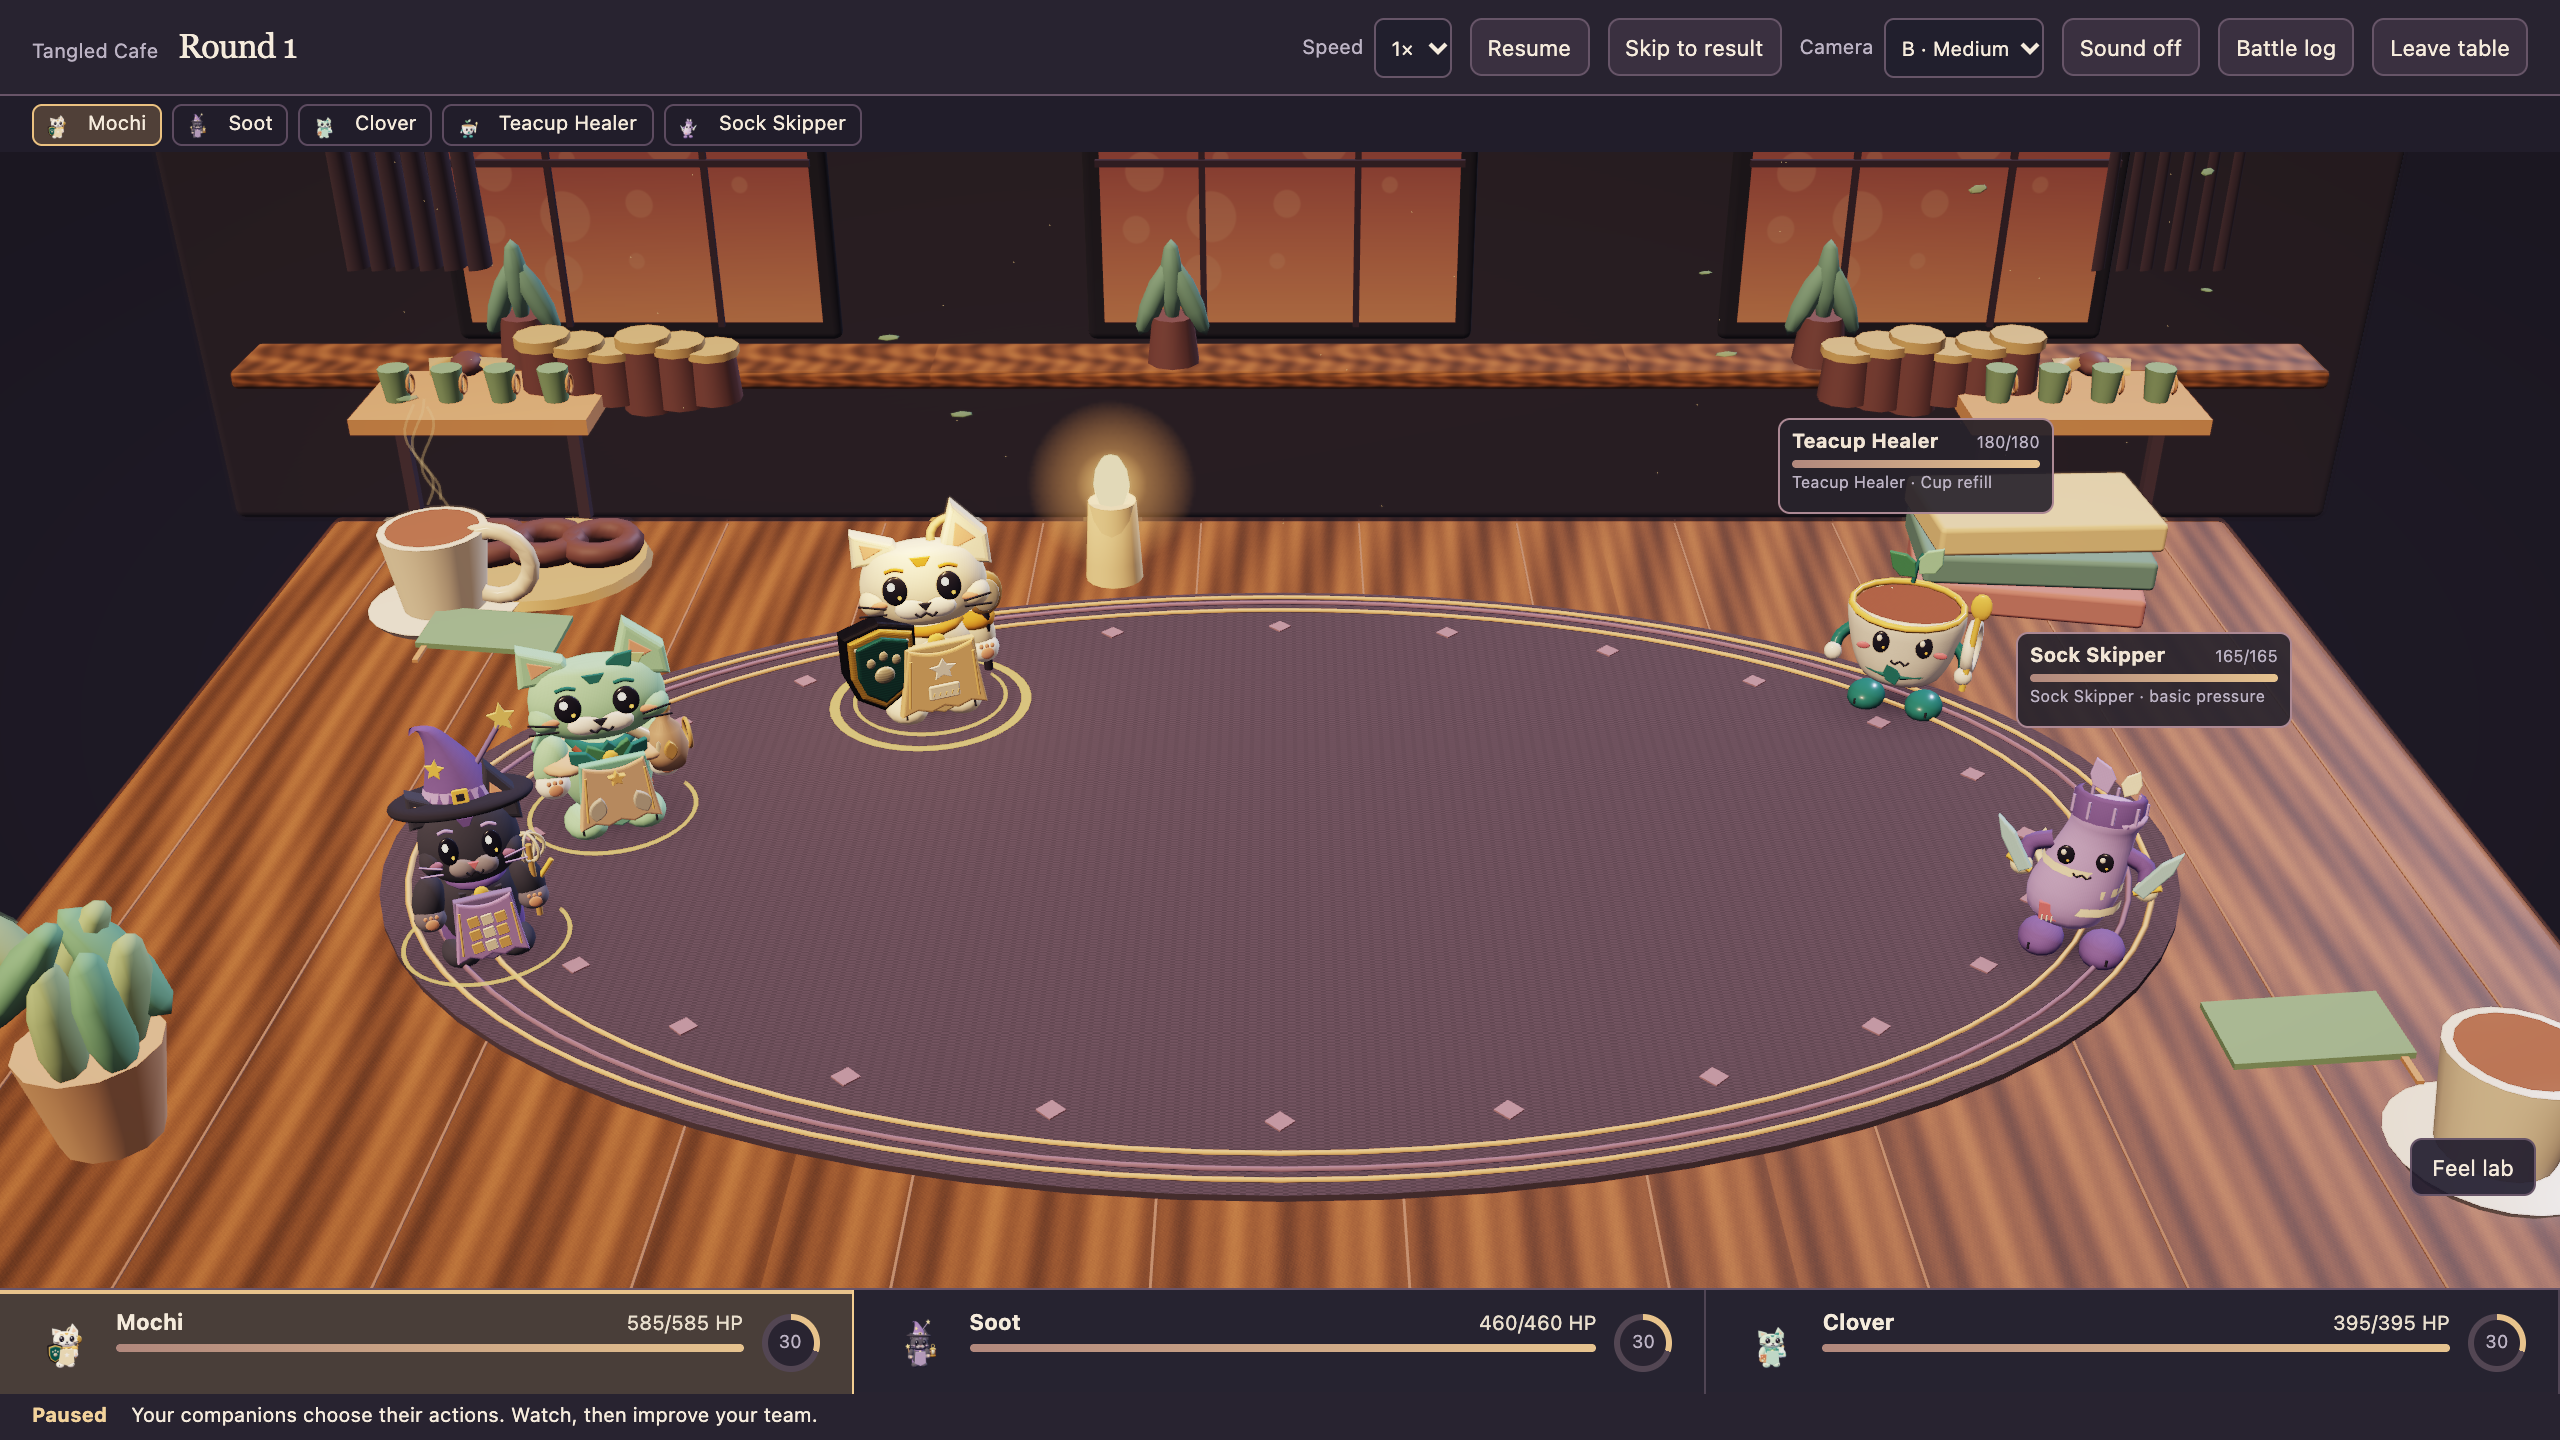 Tangled Cafe Round 1
Speed 1× Resume Skip to result Camera B · Medium Sound off Battle log Leave table
Mochi Soot Clover Teacup Healer Sock Skipper
Teacup Healer 180/180
Teacup Healer · Cup refill
Sock Skipper 165/165
Sock Skipper · basic pressure
Feel lab
Mochi 585/585 HP 30
Soot 460/460 HP 30
Clover 395/395 HP 30
Paused Your companions choose their actions. Watch, then improve your team.